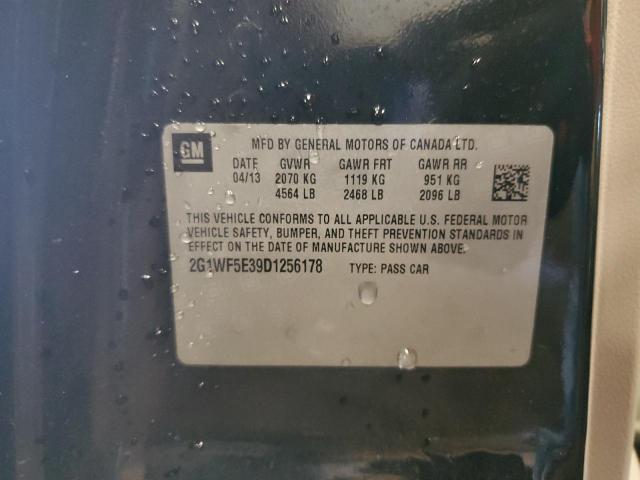 GM
MFD BY GENERAL MOTORS OF CANADA LTD.
DATE GVWR GAWR FRT GAWR RR
04/13 2070 KG 1119 KG 951 KG
4564 LB 2468 LB 2096 LB
THIS VEHICLE CONFORMS TO ALL APPLICABLE U.S. FEDERAL MOTOR
VEHICLE SAFETY, BUMPER, AND THEFT PREVENTION STANDARDS IN
EFFECT ON THE DATE OF MANUFACTURE SHOWN ABOVE.
2G1WF5E39D1256178 TYPE: PASS CAR